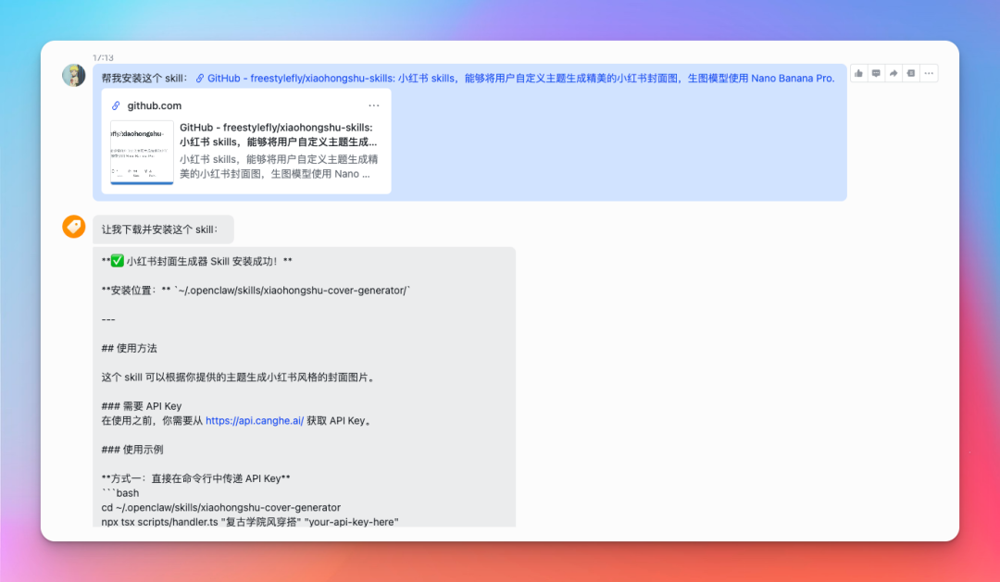 17:13
帮我安装这个 skill： GitHub - freestylefly/xiaohongshu-skills: 小红书 skills，能够将用户自定义主题生成精美的小红书封面图，生图模型使用 Nano Banana Pro.
github.com
GitHub - freestylefly/xiaohongshu-skills:
小红书 skills，能够将用户自定义主题生成...
小红书 skills，能够将用户自定义主题生成精
美的小红书封面图，生图模型使用 Nano ...
让我下载并安装这个 skill：
**✅ 小红书封面生成器 Skill 安装成功！**
**安装位置：** `~/.openclaw/skills/xiaohongshu-cover-generator/`
---
## 使用方法
这个 skill 可以根据你提供的主题生成小红书风格的封面图片。
### 需要 API Key
在使用之前，你需要从 https://api.canghe.ai/ 获取 API Key。
### 使用示例
**方式一：直接在命令行中传递 API Key**
```bash
cd ~/.openclaw/skills/xiaohongshu-cover-generator
npx tsx scripts/handler.ts "复古学院风穿搭" "your-api-key-here"